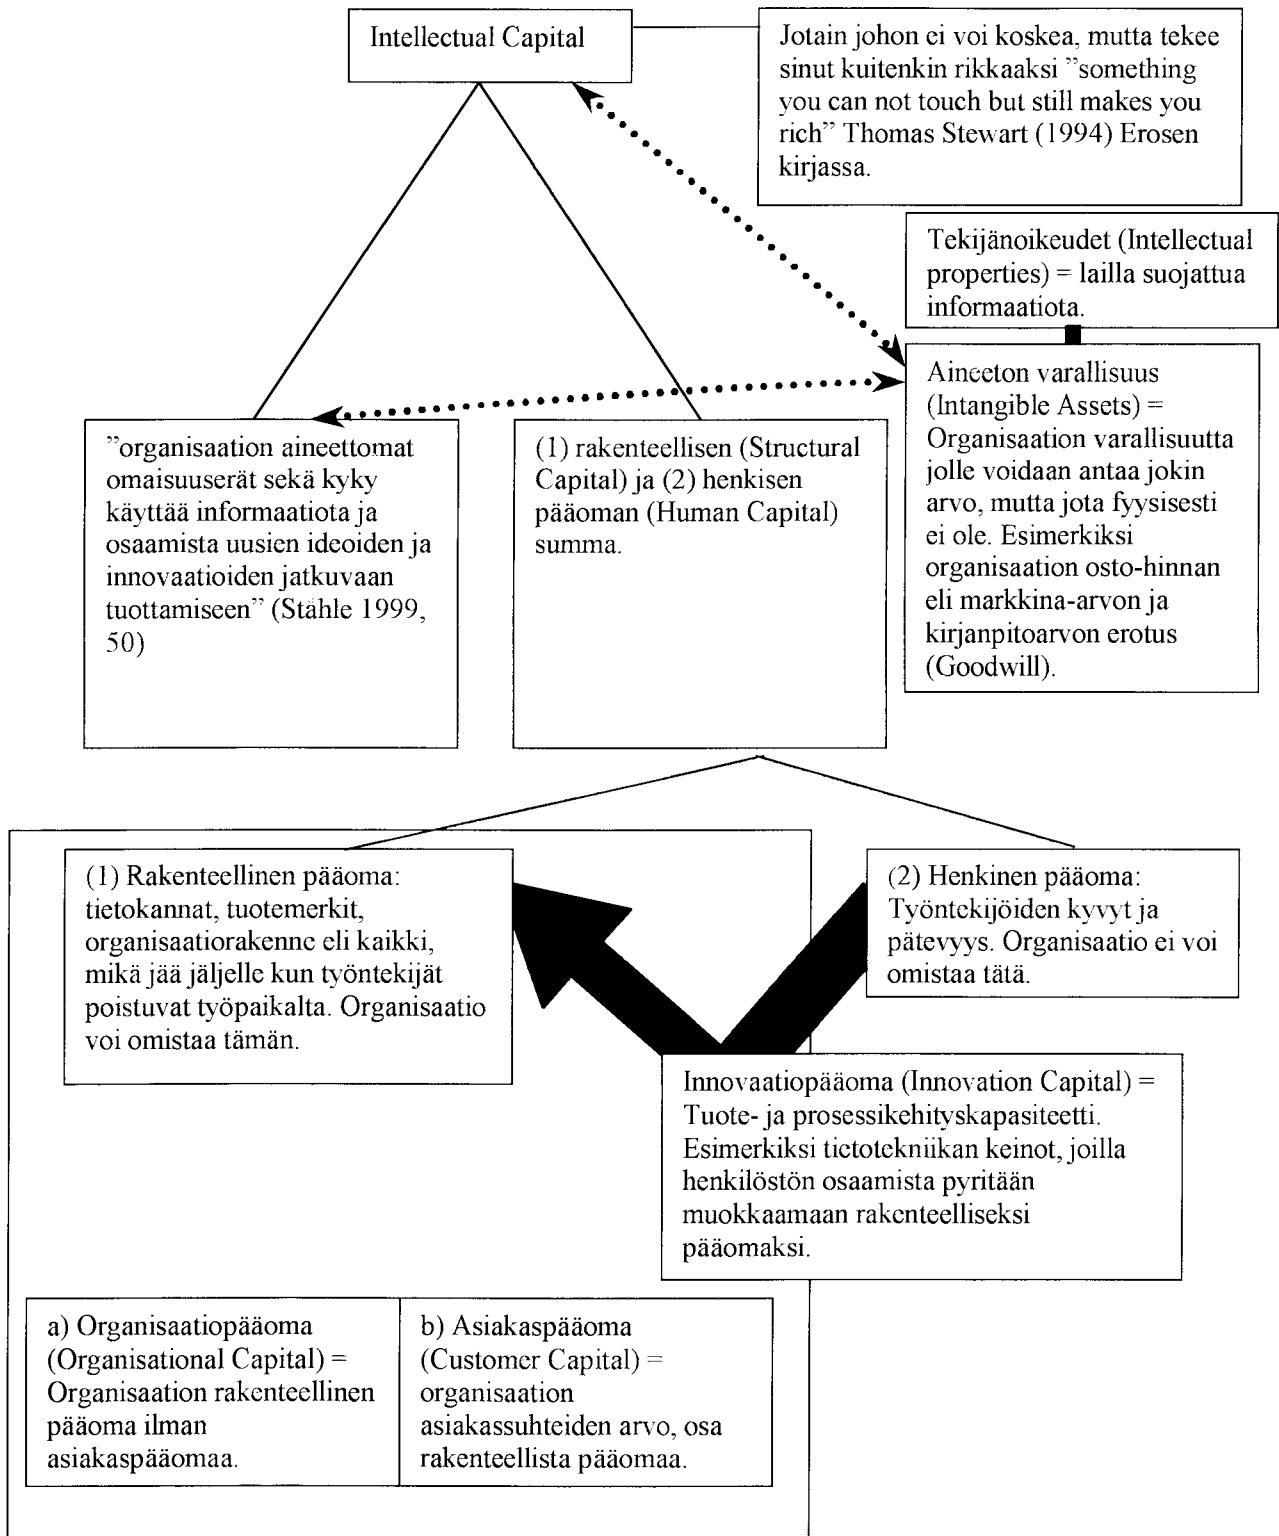 Intellectual Capital
Jotain johon ei voi koskea, mutta tekee
sinut kuitenkin rikkaaksi ”something
you can not touch but still makes you
rich” Thomas Stewart (1994) Erosen
kirjassa.
Tekijänoikeudet (Intellectual
properties) = lailla suojattua
informaatiota.
Aineeton varallisuus
(Intangible Assets) =
Organisaation varallisuutta
jolle voidaan antaa jokin
arvo, mutta jota fyysisesti
ei ole. Esimerkiksi
organisaation osto-hinnan
eli markkina-arvon ja
kirjanpitoarvon erotus
(Goodwill).
”organisaation aineettomat
omaisuuserät sekä kyky
käyttää informaatiota ja
osaamista uusien ideoiden ja
innovaatioiden jatkuvaan
tuottamiseen” (Ståhle 1999,
50)
(1) rakenteellisen (Structural
Capital) ja (2) henkisen
pääoman (Human Capital)
summa.
(1) Rakenteellinen pääoma:
tietokannat, tuotemerkit,
organisaatiorakenne eli kaikki,
mikä jää jäljelle kun työntekijät
poistuvat työpaikalta. Organisaatio
voi omistaa tämän.
(2) Henkinen pääoma:
Työntekijöiden kyvyt ja
pätevyys. Organisaatio ei voi
omistaa tätä.
Innovaatiopääoma (Innovation Capital) =
Tuote- ja prosessikehityskapasiteetti.
Esimerkiksi tietotekniikan keinot, joilla
henkilöstön osaamista pyritään
muokkaamaan rakenteelliseksi
pääomaksi.
a) Organisaatiopääoma
(Organisational Capital) =
Organisaation rakenteellinen
pääoma ilman
asiakaspääomaa.
b) Asiakaspääoma
(Customer Capital) =
organisaation
asiakassuhteiden arvo, osa
rakenteellista pääomaa.